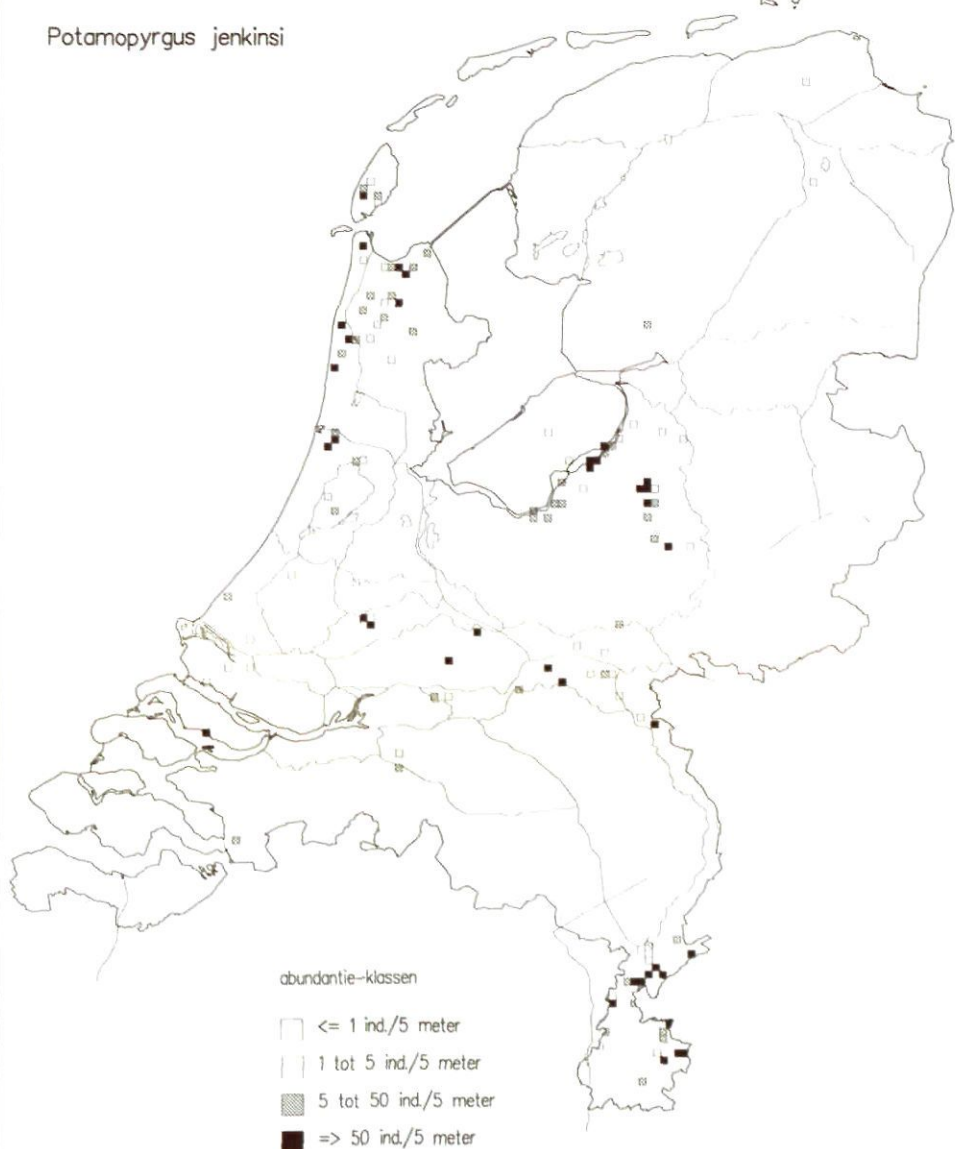 Potamopyrgus jenkinsi
abundantie-klassen
<= 1 ind./5 meter
1 tot 5 ind./5 meter
5 tot 50 ind./5 meter
=> 50 ind./5 meter